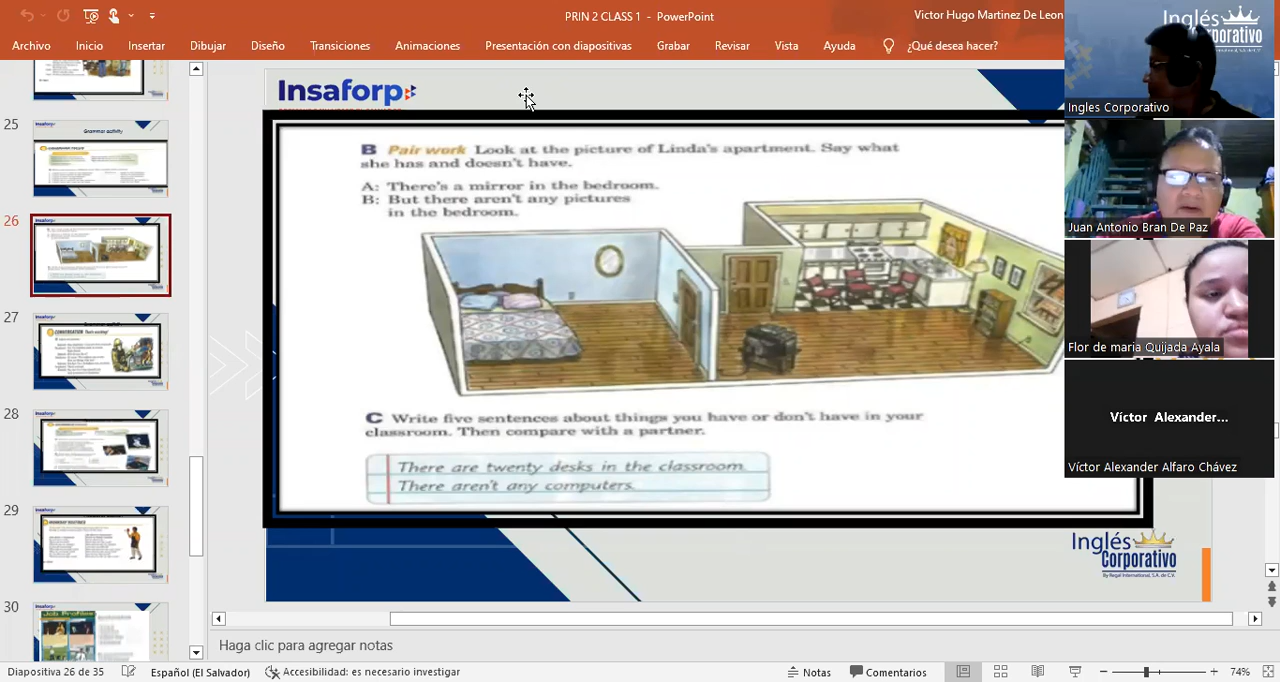 PRIN 2 CLASS 1 - PowerPoint
Victor Hugo Martinez De Leon
Archivo Inicio Insertar Dibujar Diseño Transiciones Animaciones Presentación con diapositivas Grabar Revisar Vista Ayuda ¿Qué desea hacer?
Inglés
Corporativo
Ingles Corporativo
Juan Antonio Bran De Paz
Flor de maria Quijada Ayala
Víctor Alexander...
Víctor Alexander Alfaro Chávez
25
26
27
28
29
30
Insaforp
B Pair work Look at the picture of Linda's apartment. Say what
she has and doesn't have.
A: There's a mirror in the bedroom.
B: But there aren't any pictures
in the bedroom.
C Write five sentences about things you have or don't have in your
classroom. Then compare with a partner.
There are twenty desks in the classroom.
There aren't any computers.
Inglés
Corporativo
By Regal International, S.A. de C.V.
Haga clic para agregar notas
Diapositiva 26 de 35 Español (El Salvador) Accesibilidad: es necesario investigar Notas Comentarios 74%